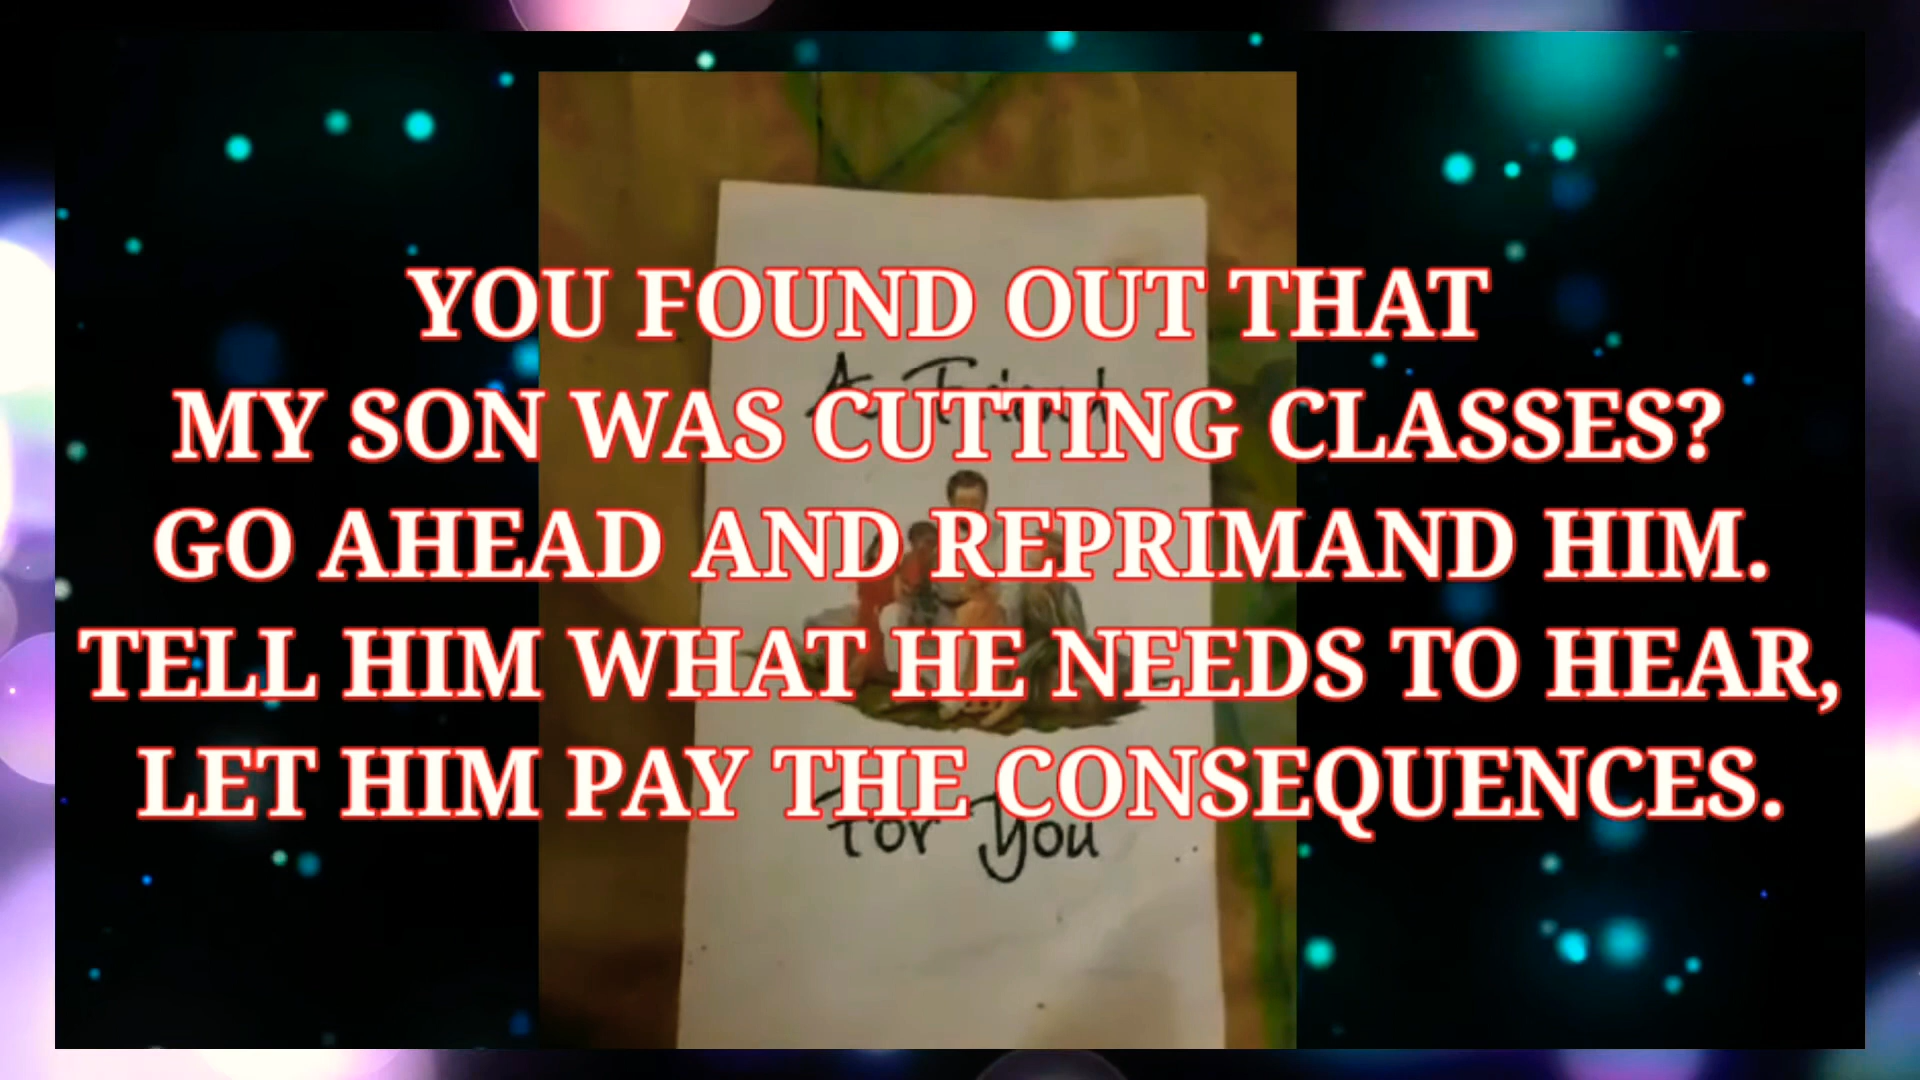 YOU FOUND OUT THAT
A Friend
MY SON WAS CUTTING CLASSES?
GO AHEAD AND REPRIMAND HIM.
TELL HIM WHAT HE NEEDS TO HEAR,
LET HIM PAY THE CONSEQUENCES.
For You